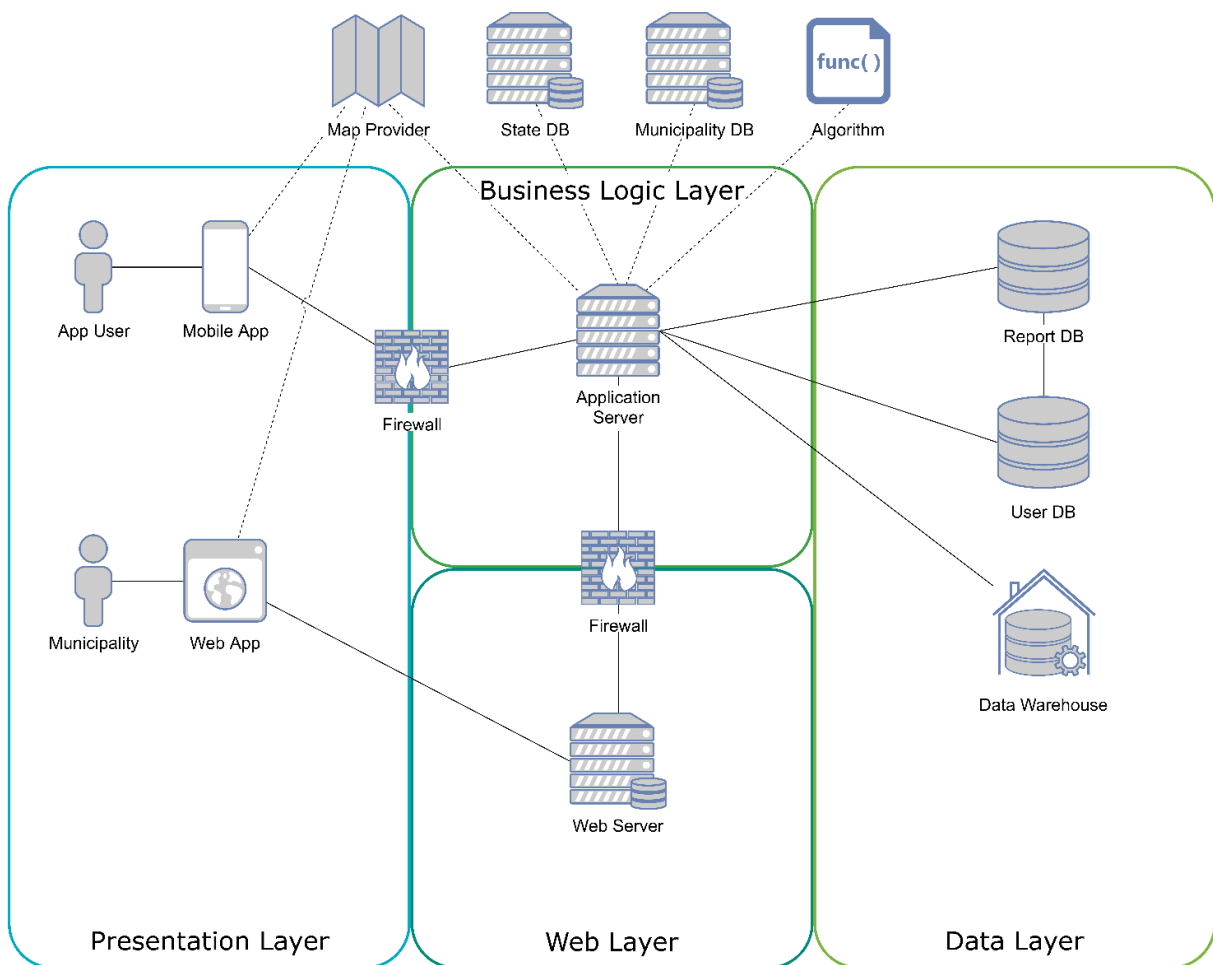 func( )
Map Provider
State DB
Municipality DB
Algorithm
Business Logic Layer
App User
Mobile App
Firewall
Application
Server
Report DB
User DB
Municipality
Web App
Firewall
Data Warehouse
Web Server
Presentation Layer
Web Layer
Data Layer